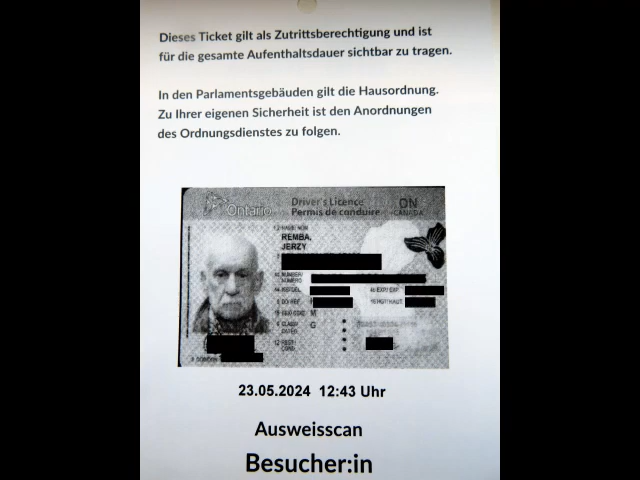 Dieses Ticket gilt als Zutrittsberechtigung und ist
für die gesamte Aufenthaltsdauer sichtbar zu tragen.
In den Parlamentsgebäuden gilt die Hausordnung.
Zu Ihrer eigenen Sicherheit ist den Anordnungen
des Ordnungsdienstes zu folgen.
Ontario
Driver's Licence
Permis de conduire
ON
CANADA
REMBA,
JERZY
M
G
23.05.2024 12:43 Uhr
Ausweisscan
Besucher:in